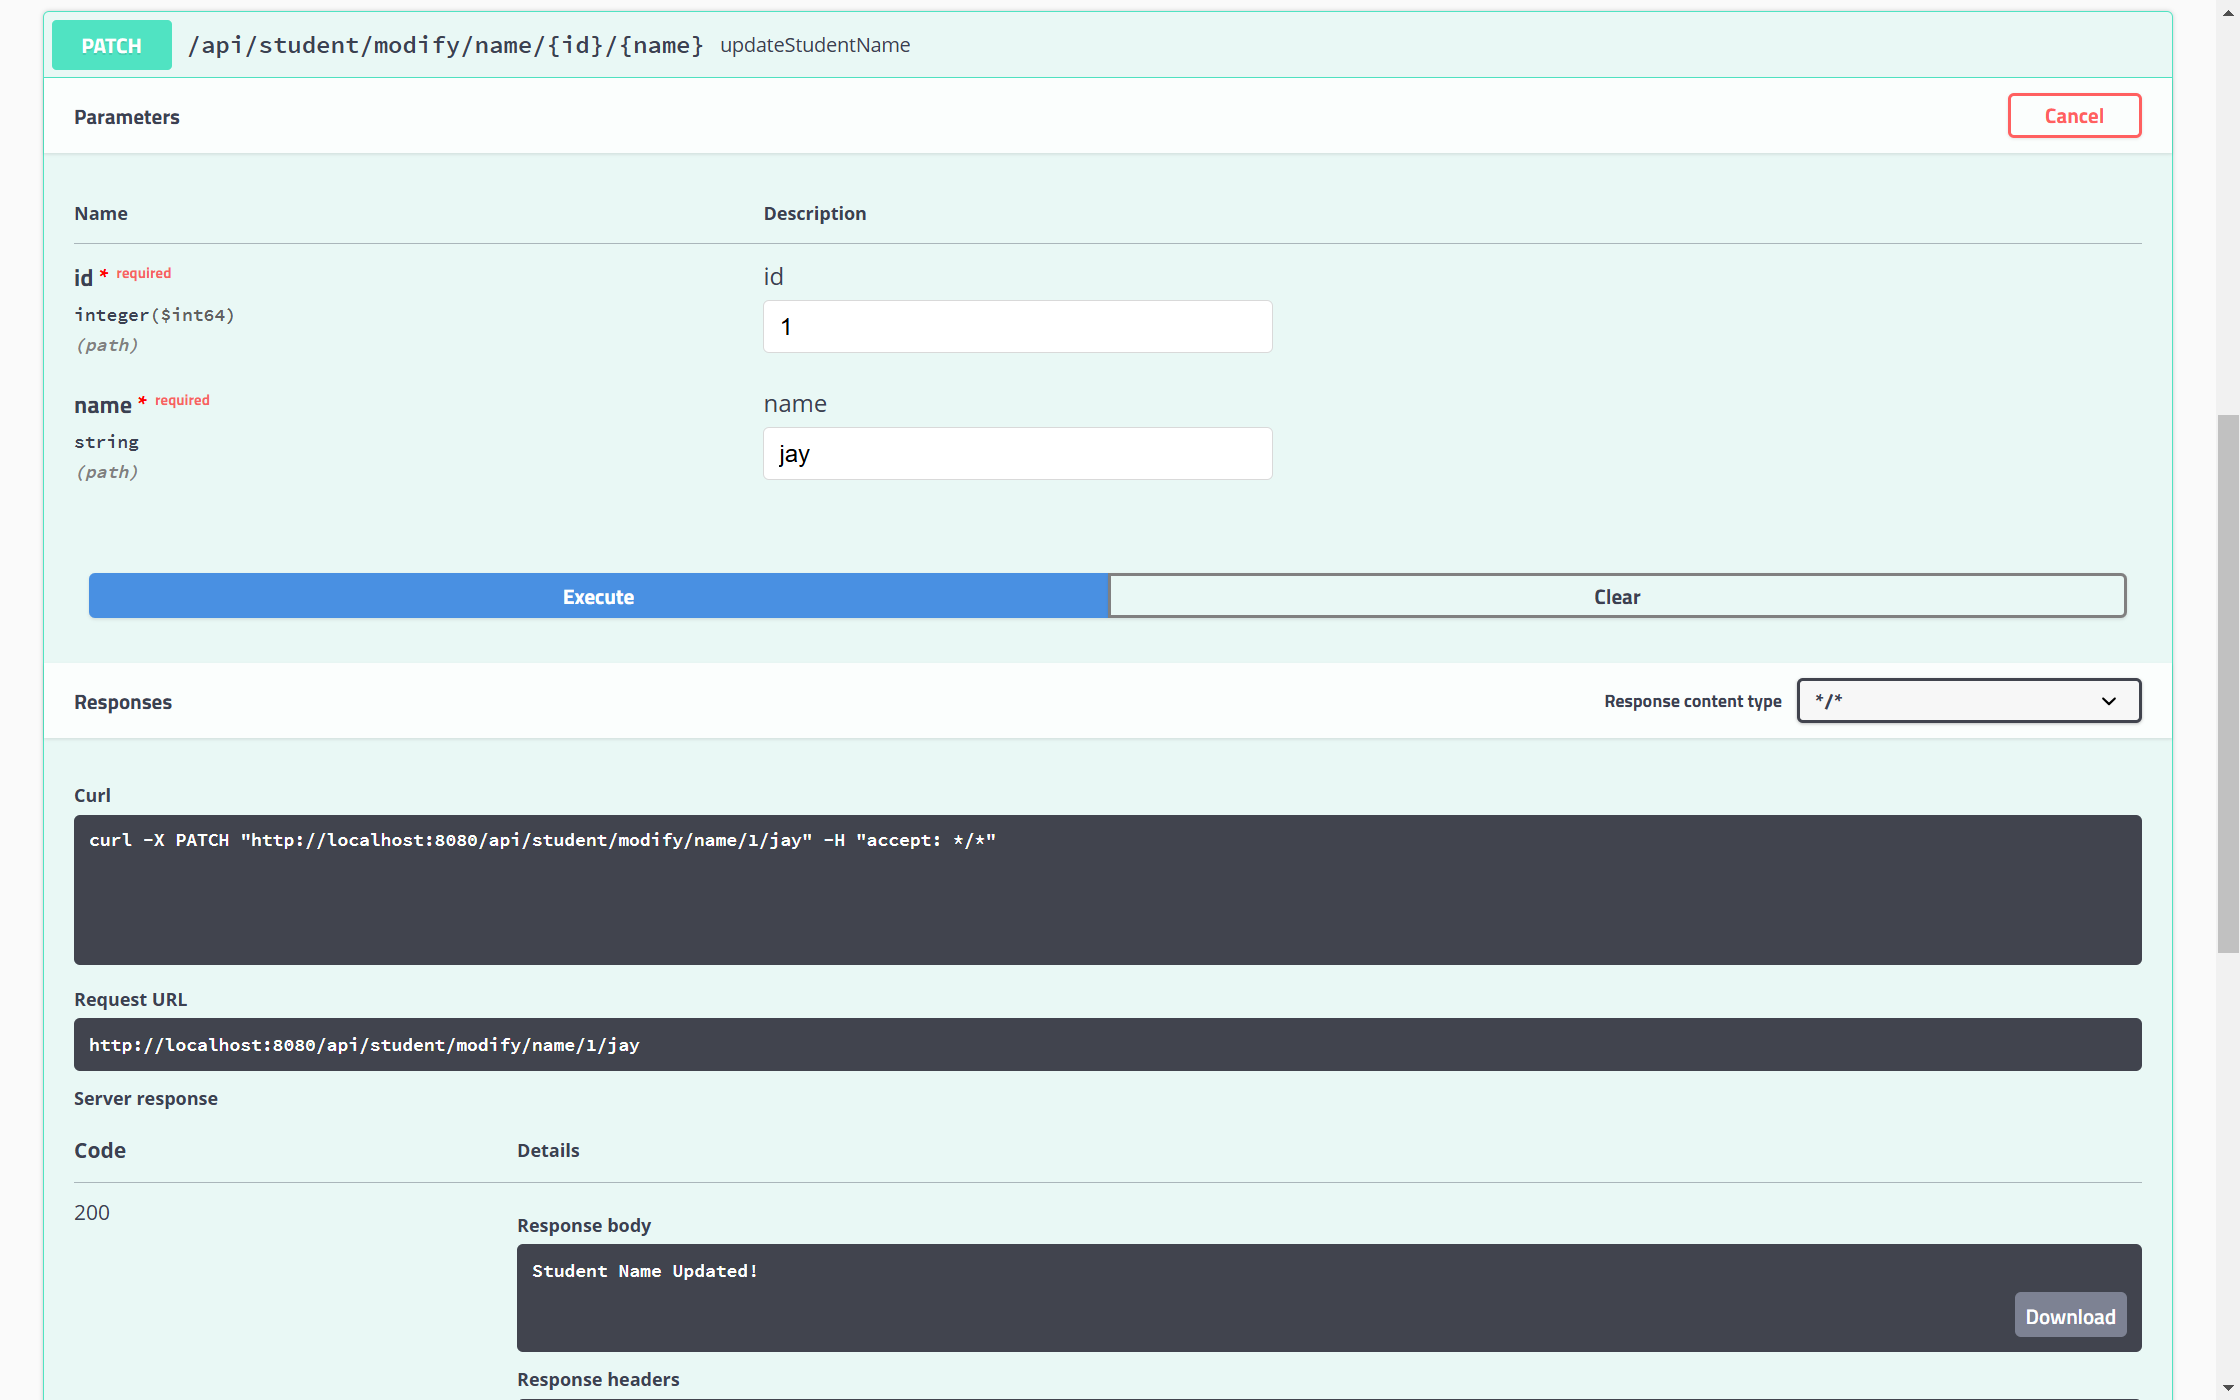 PATCH /api/student/modify/name/{id}/{name} updateStudentName
Parameters Cancel
Name Description
id * required id
integer($int64) 1
(path)
name * required name
string jay
(path)
Execute Clear
Responses Response content type */*
Curl
curl -X PATCH "http://localhost:8080/api/student/modify/name/1/jay" -H "accept: */*"
Request URL
http://localhost:8080/api/student/modify/name/1/jay
Server response
Code Details
200
Response body
Student Name Updated!
Download
Response headers